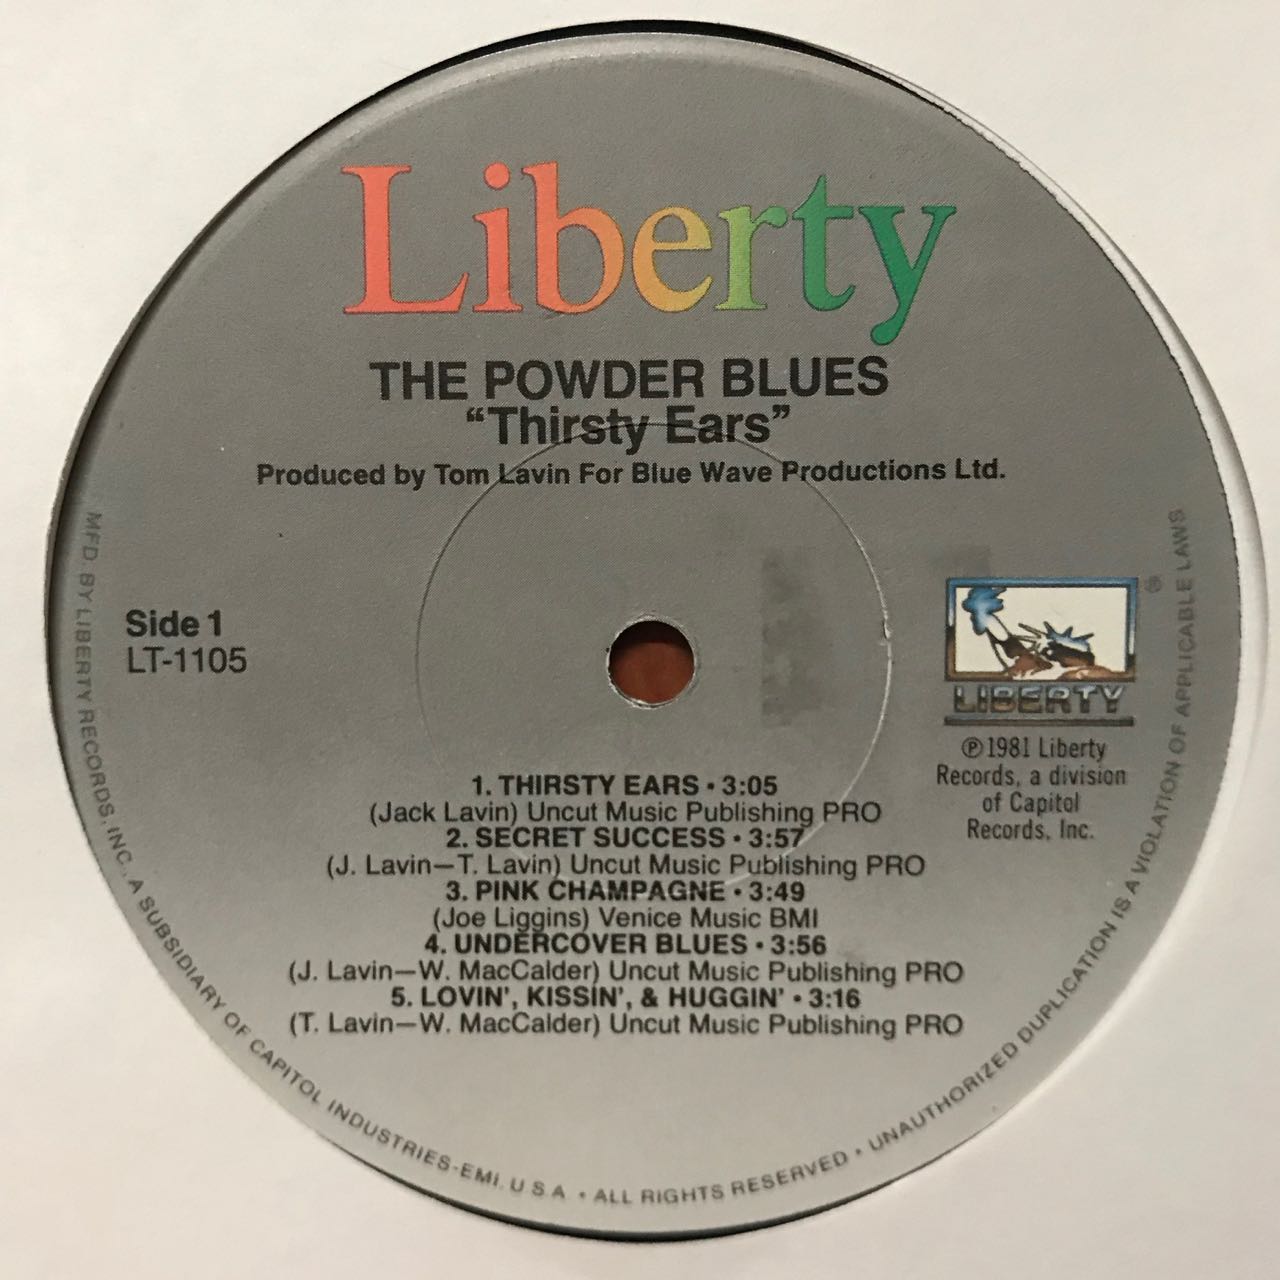 Liberty
THE POWDER BLUES
“Thirsty Ears”
Produced by Tom Lavin For Blue Wave Productions Ltd.
Side 1
LT-1105
LIBERTY
®
℗1981 Liberty
Records, a division
of Capitol
Records, Inc.
1. THIRSTY EARS • 3:05
(Jack Lavin) Uncut Music Publishing PRO
2. SECRET SUCCESS • 3:57
(J. Lavin—T. Lavin) Uncut Music Publishing PRO
3. PINK CHAMPAGNE • 3:49
(Joe Liggins) Venice Music BMI
4. UNDERCOVER BLUES • 3:56
(J. Lavin—W. MacCalder) Uncut Music Publishing PRO
5. LOVIN’, KISSIN’, & HUGGIN’ • 3:16
(T. Lavin—W. MacCalder) Uncut Music Publishing PRO
MFD. BY LIBERTY RECORDS, INC., A SUBSIDIARY OF CAPITOL INDUSTRIES-EMI, U S A • ALL RIGHTS RESERVED • UNAUTHORIZED DUPLICATION IS A VIOLATION OF APPLICABLE LAWS